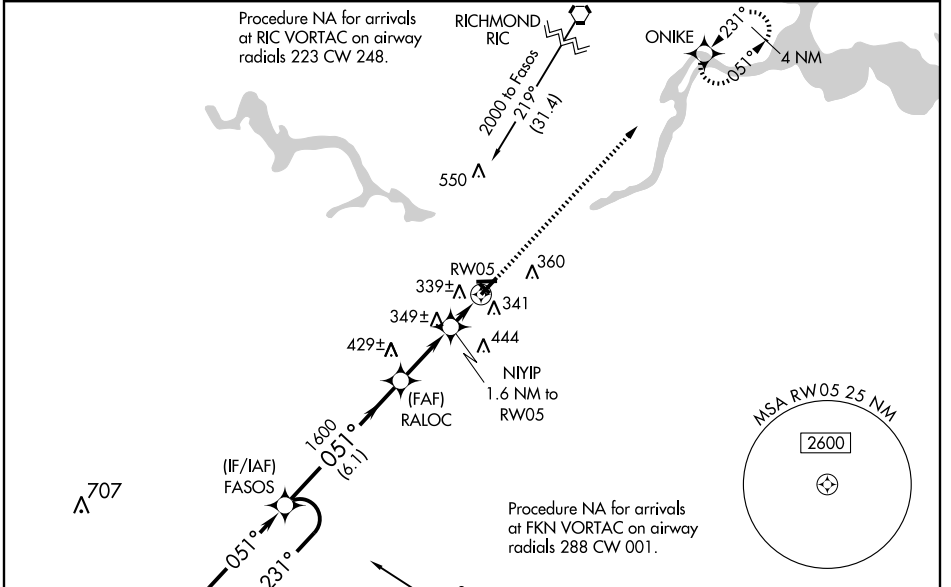 Procedure NA for arrivals
at RIC VORTAC on airway
radials 223 CW 248.
RICHMOND
RIC
2000 to Fasos
219°
(31.4)
ONIKE
231°
051°
4 NM
550
RW05
360
339±
341
349±
444
429±
NIYIP
1.6 NM to
RW05
(FAF)
RALOC
1600
051°
(6.1)
(IF/IAF)
FASOS
707
051°
231°
MSA RW05 25 NM
2600
Procedure NA for arrivals
at FKN VORTAC on airway
radials 288 CW 001.